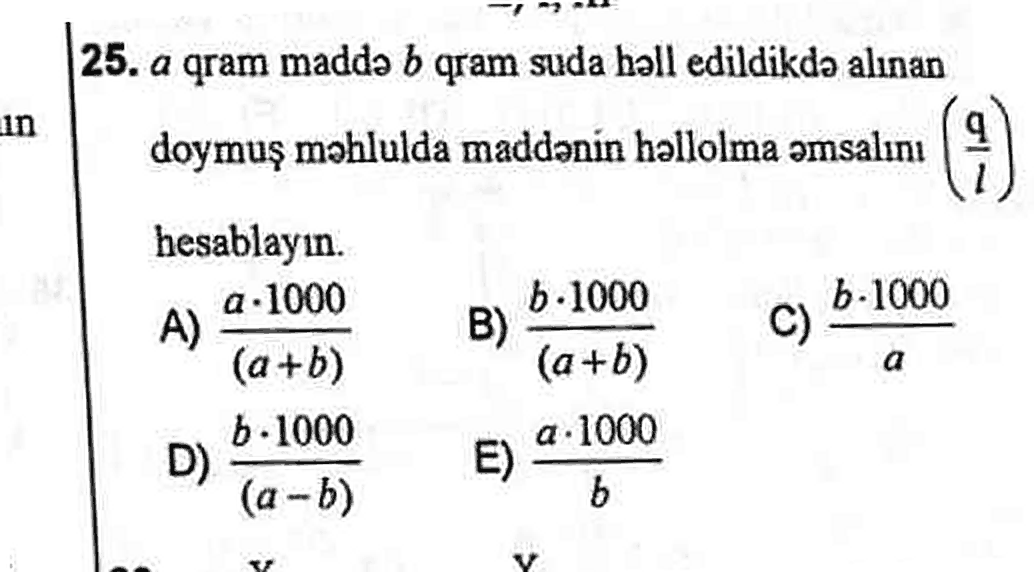 ın
25. a qram maddə b qram suda həll edildikdə alınan
doymuş məhlulda maddənin həllolma əmsalını (q/l)
hesablayın.
A) a·1000/(a+b) B) b·1000/(a+b) C) b·1000/a
D) b·1000/(a−b) E) a·1000/b